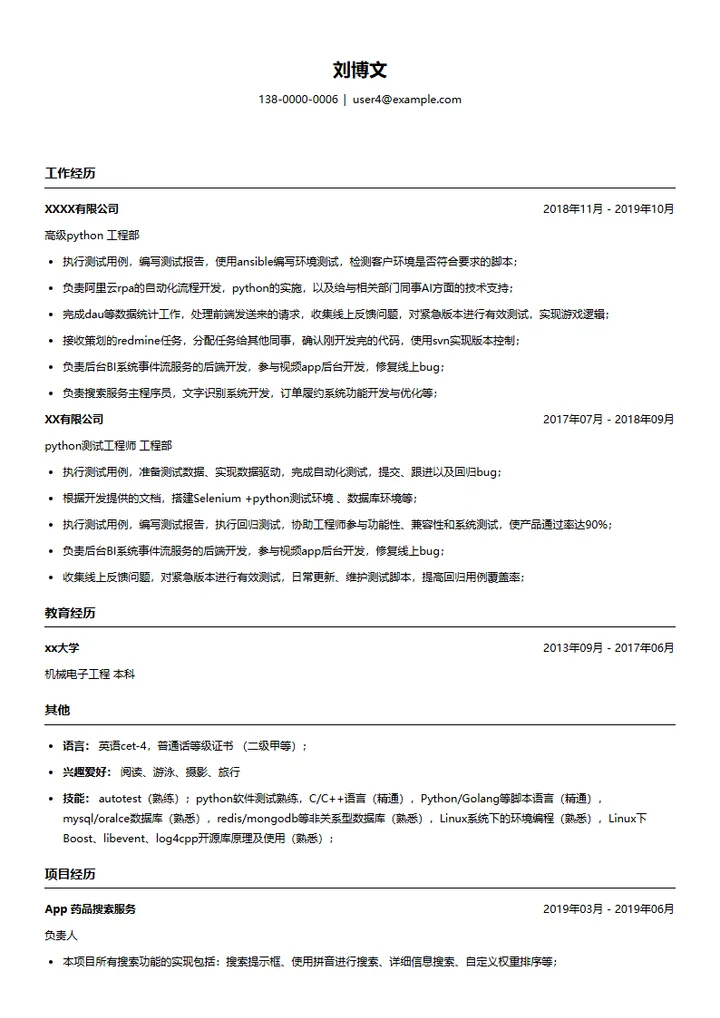 刘博文
138-0000-0006 | user4@example.com
工作经历
XXXX有限公司 2018年11月 - 2019年10月
高级python 工程部
• 执行测试用例，编写测试报告，使用ansible编写环境测试，检测客户环境是否符合要求的脚本；
• 负责阿里云rpa的自动化流程开发，python的实施，以及给与相关部门同事AI方面的技术支持；
• 完成dau等数据统计工作，处理前端发送来的请求，收集线上反馈问题，对紧急版本进行有效测试，实现游戏逻辑；
• 接收策划的redmine任务，分配任务给其他同事，确认刚开发完的代码，使用svn实现版本控制；
• 负责后台BI系统事件流服务的后端开发，参与视频app后台开发，修复线上bug；
• 负责搜索服务主程序员，文字识别系统开发，订单履约系统功能开发与优化等；
XX有限公司 2017年07月 - 2018年09月
python测试工程师 工程部
• 执行测试用例，准备测试数据、实现数据驱动，完成自动化测试，提交、跟进以及回归bug；
• 根据开发提供的文档，搭建Selenium +python测试环境 、数据库环境等；
• 执行测试用例，编写测试报告，执行回归测试，协助工程师参与功能性、兼容性和系统测试，使产品通过率达90%；
• 负责后台BI系统事件流服务的后端开发，参与视频app后台开发，修复线上bug；
• 收集线上反馈问题，对紧急版本进行有效测试，日常更新、维护测试脚本，提高回归用例覆盖率；
教育经历
xx大学 2013年09月 - 2017年06月
机械电子工程 本科
其他
• 语言： 英语cet-4，普通话等级证书 （二级甲等）；
• 兴趣爱好： 阅读、游泳、摄影、旅行
• 技能： autotest（熟练）；python软件测试熟练，C/C++语言（精通），Python/Golang等脚本语言（精通），
mysql/oralce数据库（熟悉），redis/mongodb等非关系型数据库（熟悉），Linux系统下的环境编程（熟悉），Linux下
Boost、libevent、log4cpp开源库原理及使用（熟悉）；
项目经历
App 药品搜索服务 2019年03月 - 2019年06月
负责人
• 本项目所有搜索功能的实现包括：搜索提示框、使用拼音进行搜索、详细信息搜索、自定义权重排序等；